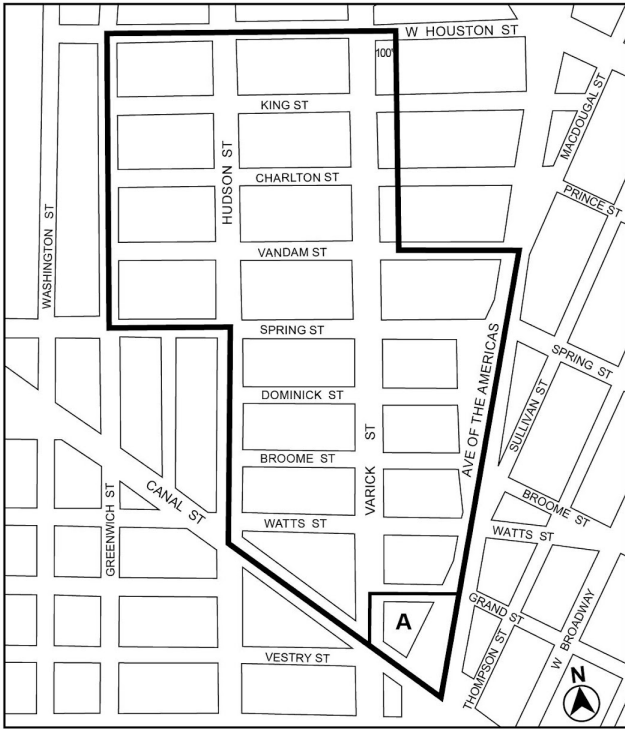 W HOUSTON ST
100'
KING ST
MACDOUGAL ST
HUDSON ST
CHARLTON ST
PRINCE ST
WASHINGTON ST
VANDAM ST
SPRING ST
AVE OF THE AMERICAS
SPRING ST
DOMINICK ST
SULLIVAN ST
VARICK ST
BROOME ST
CANAL ST
GREENWICH ST
BROOME ST
WATTS ST
WATTS ST
GRAND ST
A
W BROADWAY
THOMPSON ST
VESTRY ST
N